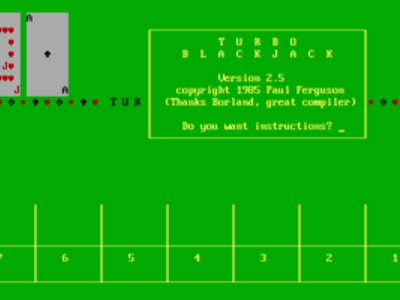 A
J
J
A
T U R
T U R B O
B L A C K J A C K
Version 2.5
copyright 1985 Paul Ferguson
(Thanks Borland, great compiler)
Do you want instructions? _
7 6 5 4 3 2 1